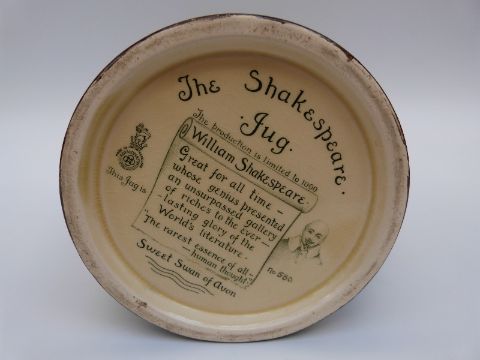 The Shakespeare
Jug.
The production is limited to 1000
William Shakespeare.
Great for all time –
whose genius presented
an unsurpassed gallery
of riches to the ever –
– lasting glory of the
World's literature.
"The rarest essence of all –
– human thought"
Sweet Swan of Avon
This Jug is
no. 550.